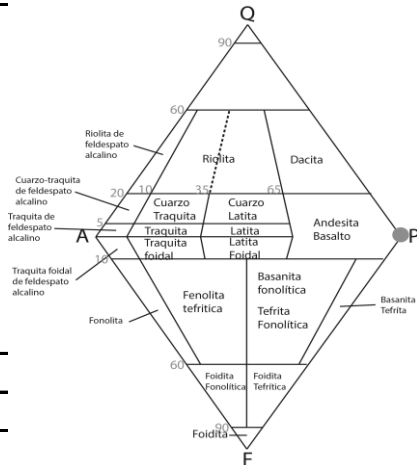 Q
90
60
Riolita de
feldespato
alcalino
Riolita
Dacita
Cuarzo-traquita
de feldespato
alcalino
20
10
35
65
Cuarzo
Traquita
Cuarzo
Latita
Traquita de
feldespato
alcalino
5
A
Traquita
Latita
Andesita
Basalto
P
Traquita
foidal
Latita
Foidal
10
Traquita foidal
de feldespato
alcalino
Fenolita
tefritica
Basanita
fonolítica
Tefrita
Fonolítica
Basanita
Tefrita
Fonolita
60
Foidita
Fonolítica
Foidita
Tefrítica
90
Foidita
F